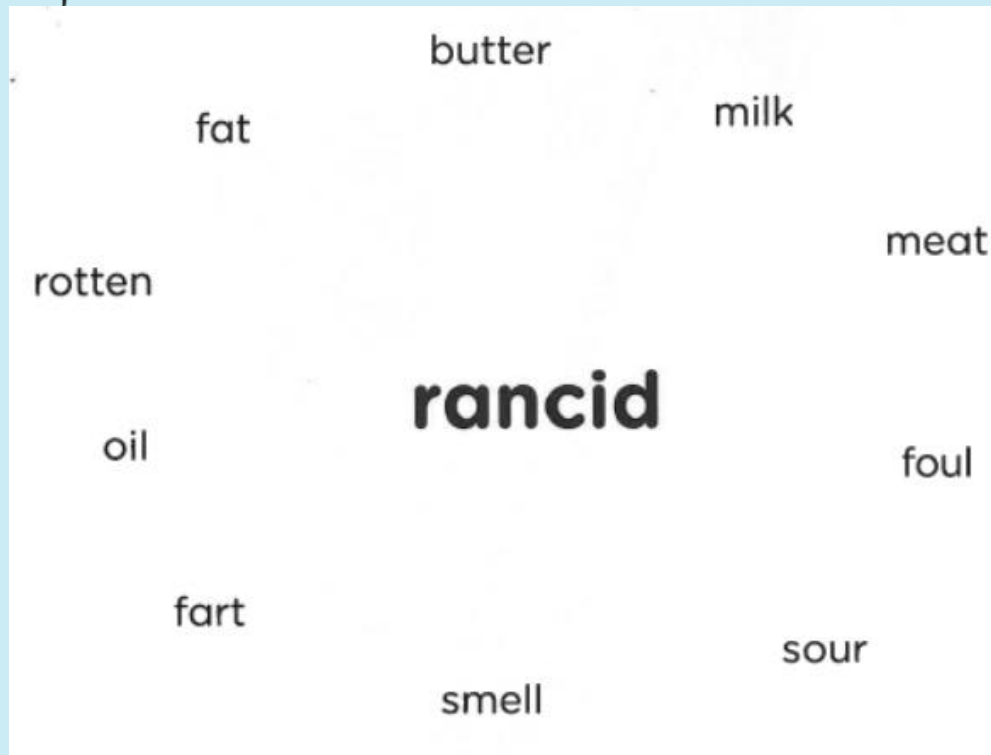 butter
milk
fat
meat
rotten
rancid
oil
foul
fart
sour
smell